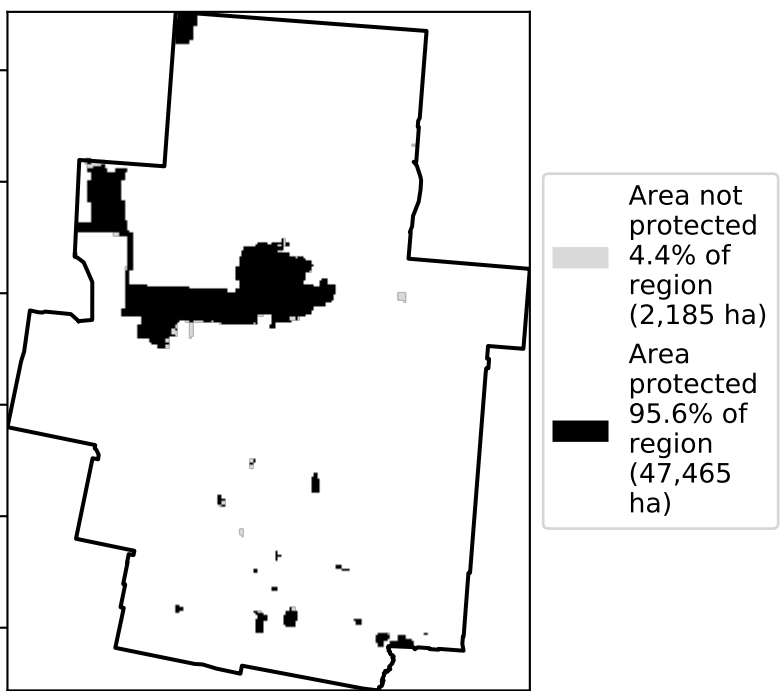 Area not
protected
4.4% of
region
(2,185 ha)
Area
protected
95.6% of
region
(47,465
ha)